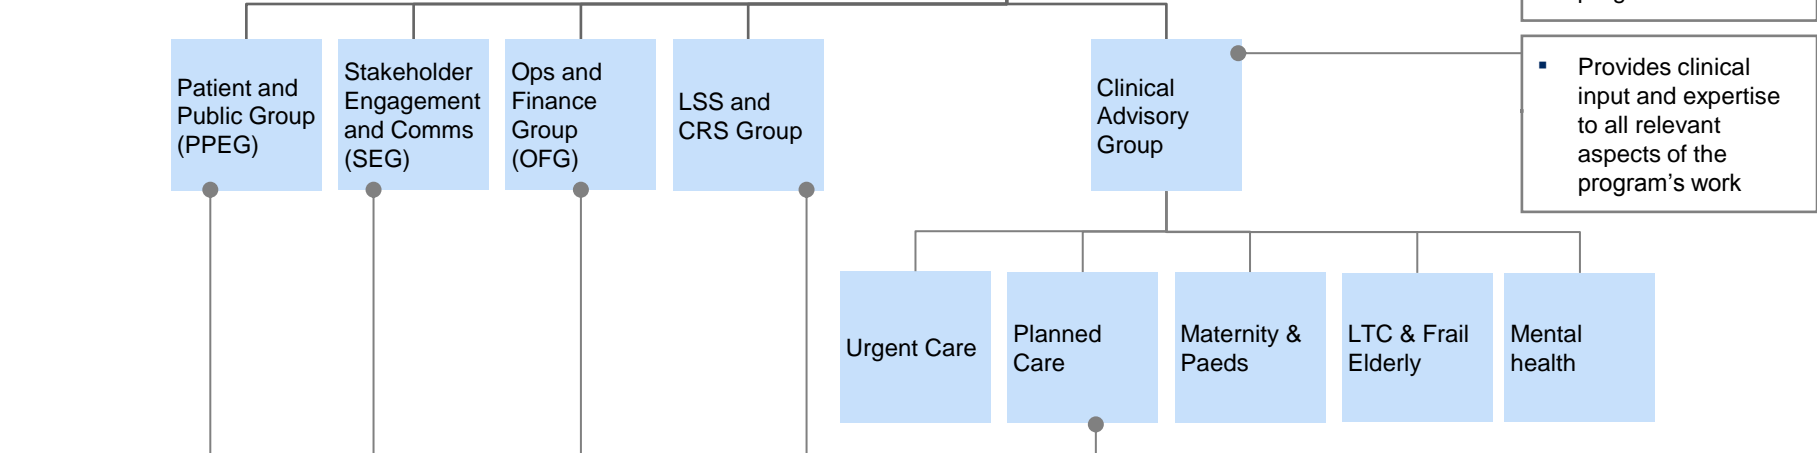 Patient and
Public Group
(PPEG)
Stakeholder
Engagement
and Comms
(SEG)
Ops and
Finance
Group
(OFG)
LSS and
CRS Group
Clinical
Advisory
Group
▪ Provides clinical
input and expertise
to all relevant
aspects of the
program’s work
Urgent Care
Planned
Care
Maternity &
Paeds
LTC & Frail
Elderly
Mental
health